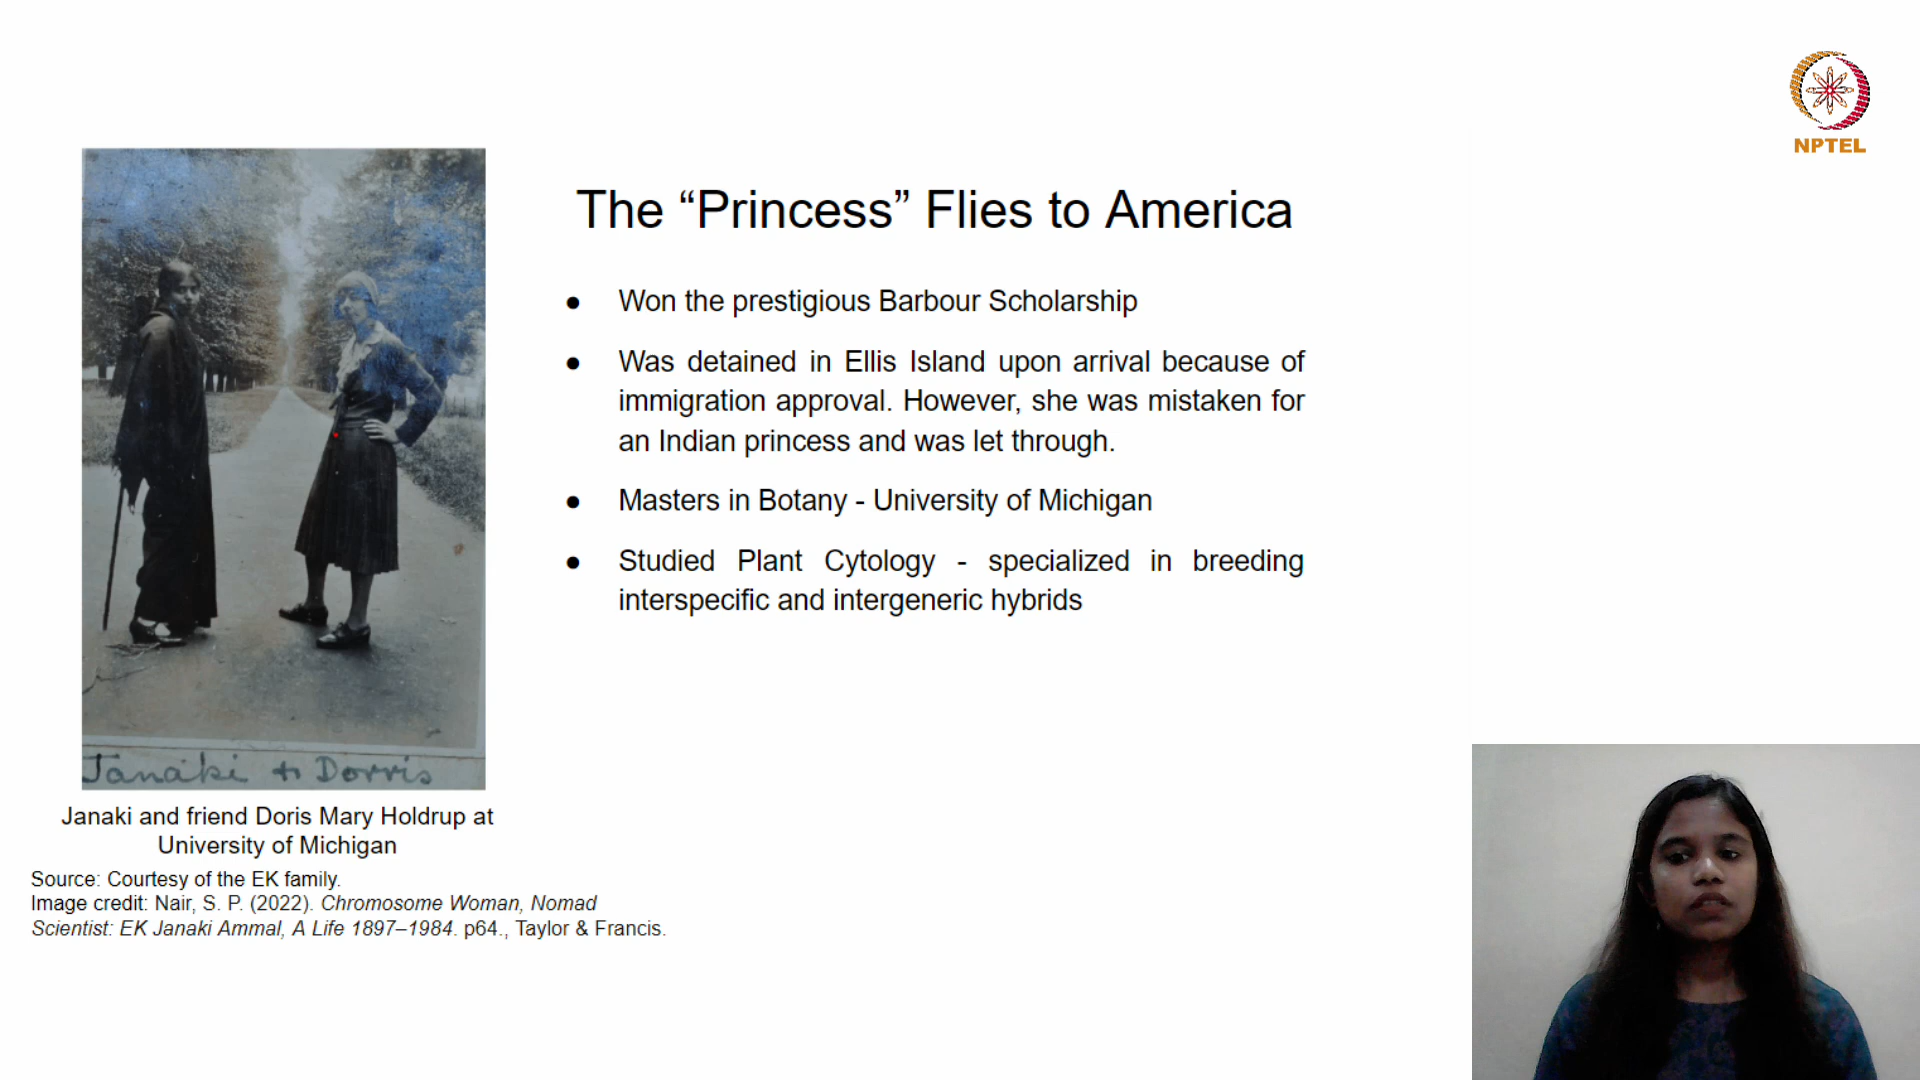 NPTEL
The “Princess” Flies to America
● Won the prestigious Barbour Scholarship
● Was detained in Ellis Island upon arrival because of
immigration approval. However, she was mistaken for
an Indian princess and was let through.
● Masters in Botany - University of Michigan
● Studied Plant Cytology - specialized in breeding
interspecific and intergeneric hybrids
Janaki & Dorris
Janaki and friend Doris Mary Holdrup at
University of Michigan
Source: Courtesy of the EK family.
Image credit: Nair, S. P. (2022). Chromosome Woman, Nomad
Scientist: EK Janaki Ammal, A Life 1897–1984. p64., Taylor & Francis.